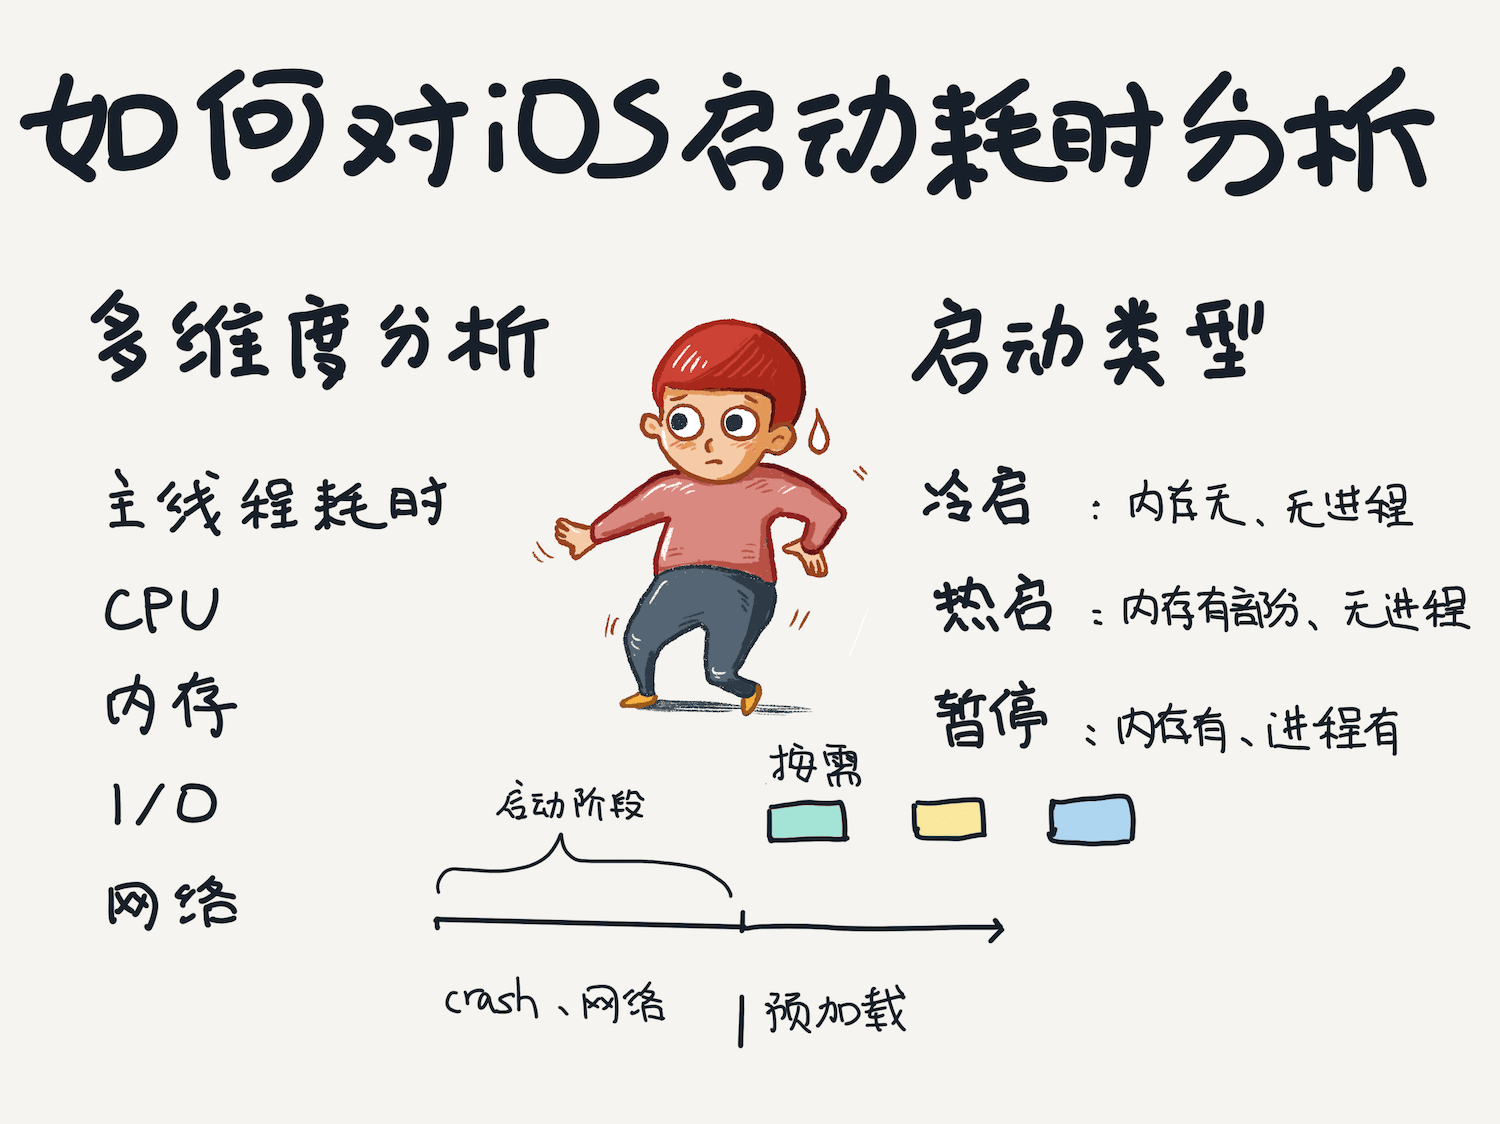 如何对iOS启动耗时分析
多维度分析
主线程耗时
CPU
内存
I/O
网络
启动类型
冷启：内存无、无进程
热启：内存有部份、无进程
暂停：内存有、进程有
按需
启动阶段
crash、网络 | 预加载